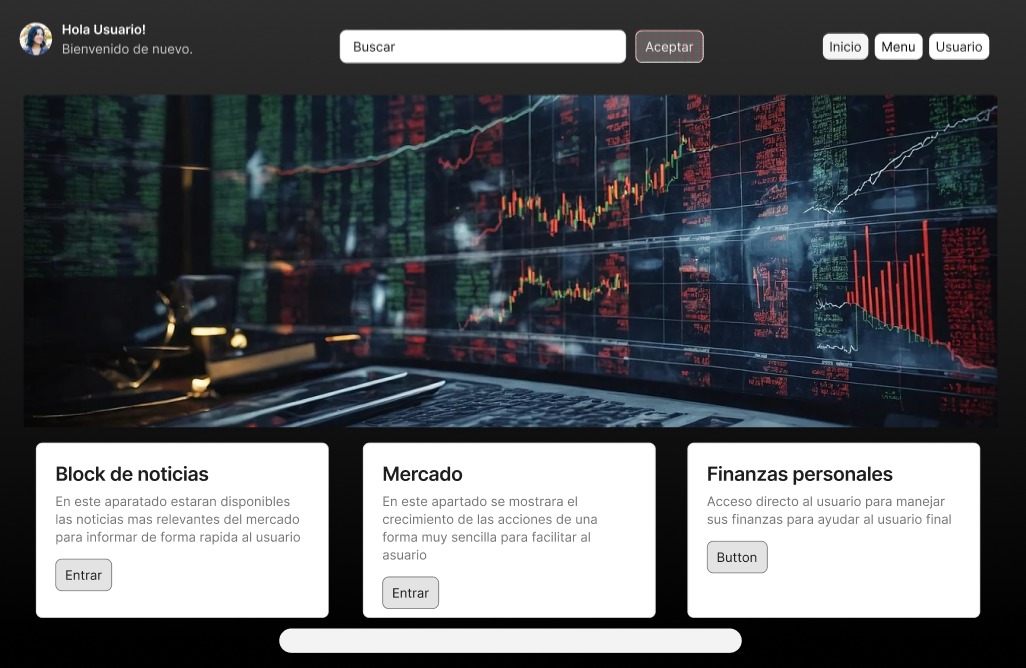 Hola Usuario!
Bienvenido de nuevo.
Buscar
Aceptar
Inicio
Menu
Usuario
Block de noticias
En este aparatado estaran disponibles
las noticias mas relevantes del mercado
para informar de forma rapida al usuario
Entrar
Mercado
En este apartado se mostrara el
crecimiento de las acciones de una
forma muy sencilla para facilitar al
asuario
Entrar
Finanzas personales
Acceso directo al usuario para manejar
sus finanzas para ayudar al usuario final
Button